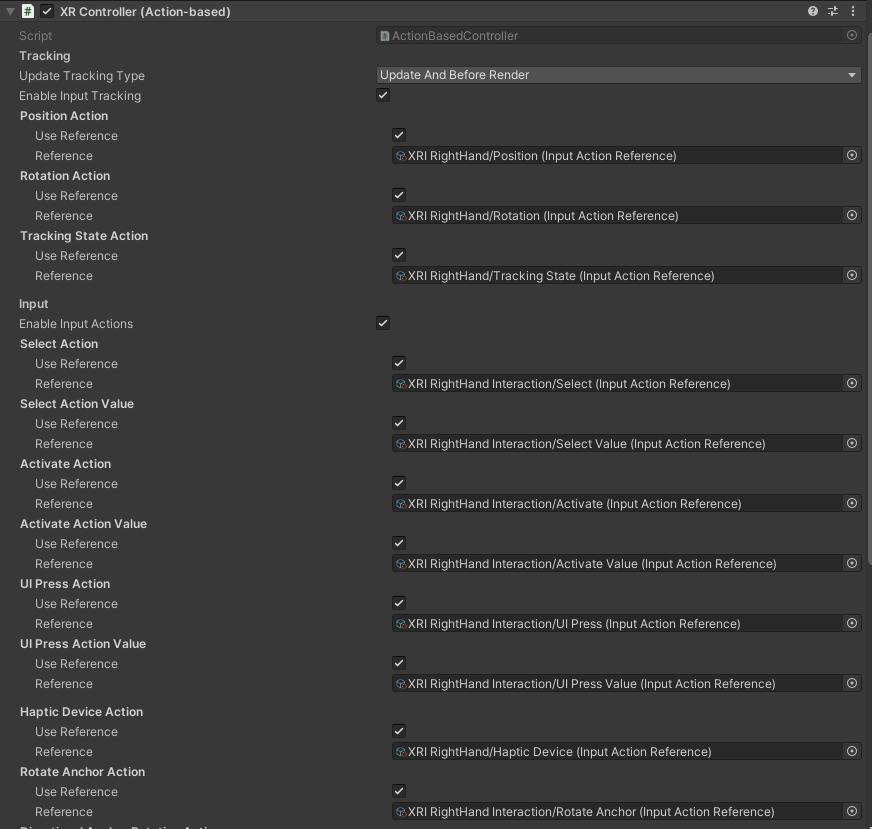 XR Controller (Action-based)
Script ActionBasedController
Tracking
Update Tracking Type Update And Before Render
Enable Input Tracking
Position Action
Use Reference
Reference XRI RightHand/Position (Input Action Reference)
Rotation Action
Use Reference
Reference XRI RightHand/Rotation (Input Action Reference)
Tracking State Action
Use Reference
Reference XRI RightHand/Tracking State (Input Action Reference)
Input
Enable Input Actions
Select Action
Use Reference
Reference XRI RightHand Interaction/Select (Input Action Reference)
Select Action Value
Use Reference
Reference XRI RightHand Interaction/Select Value (Input Action Reference)
Activate Action
Use Reference
Reference XRI RightHand Interaction/Activate (Input Action Reference)
Activate Action Value
Use Reference
Reference XRI RightHand Interaction/Activate Value (Input Action Reference)
UI Press Action
Use Reference
Reference XRI RightHand Interaction/UI Press (Input Action Reference)
UI Press Action Value
Use Reference
Reference XRI RightHand Interaction/UI Press Value (Input Action Reference)
Haptic Device Action
Use Reference
Reference XRI RightHand/Haptic Device (Input Action Reference)
Rotate Anchor Action
Use Reference
Reference XRI RightHand Interaction/Rotate Anchor (Input Action Reference)